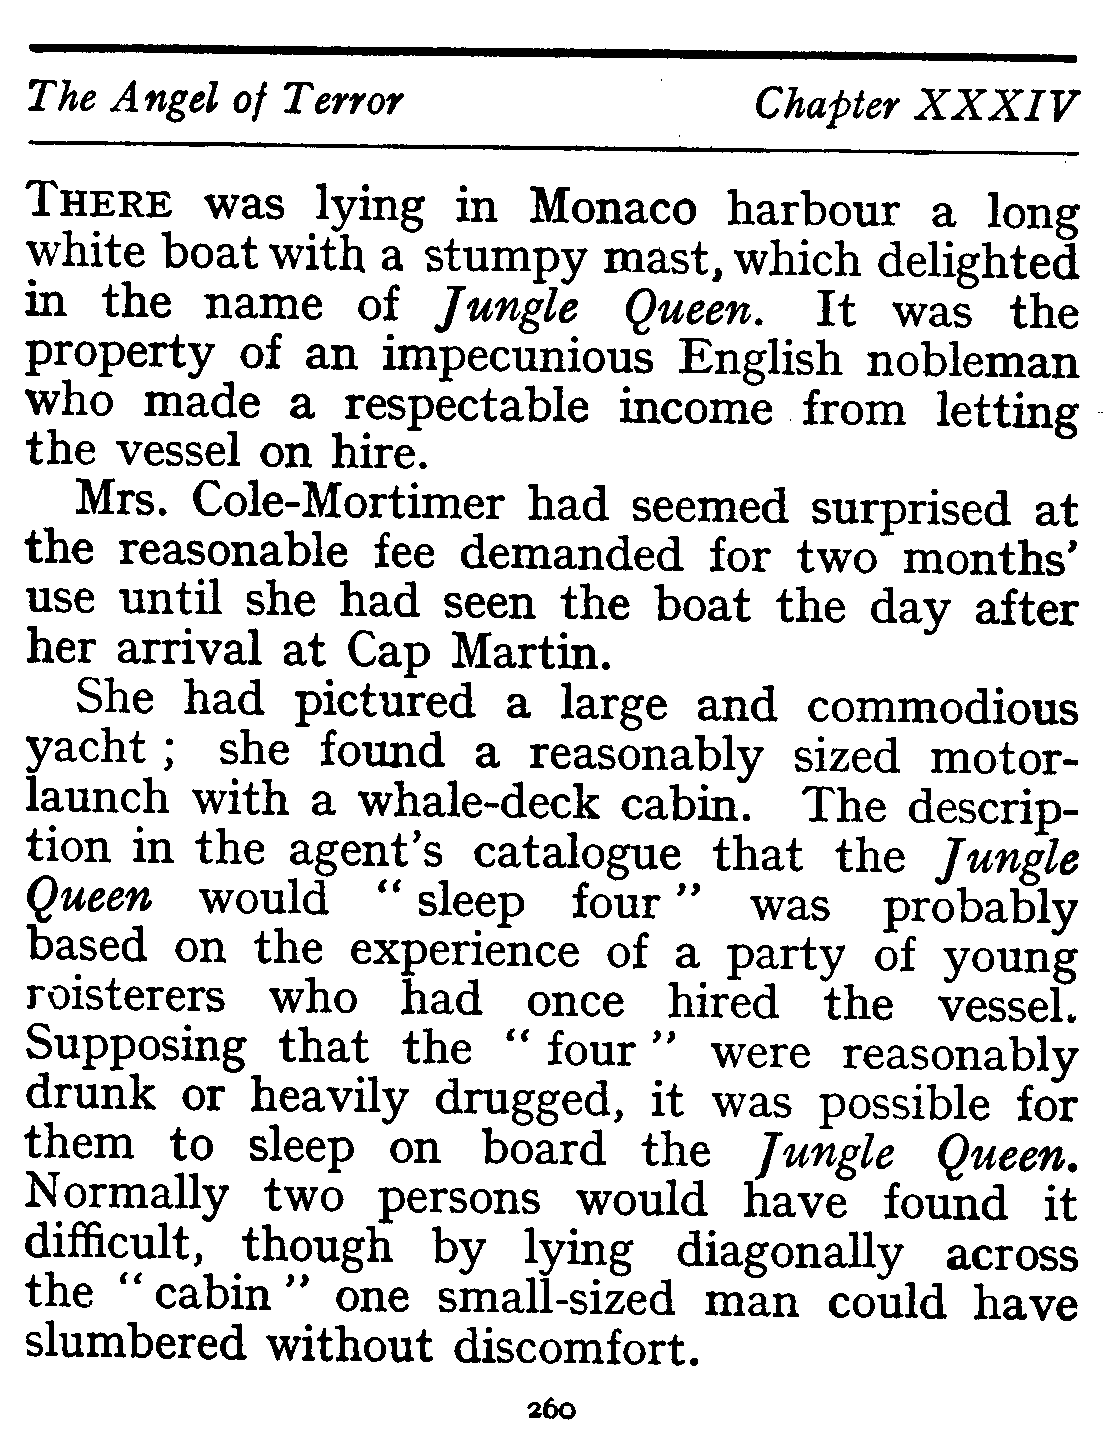 The Angel of Terror Chapter XXXIV
THERE was lying in Monaco harbour a long
white boat with a stumpy mast, which delighted
in the name of Jungle Queen. It was the
property of an impecunious English nobleman
who made a respectable income from letting
the vessel on hire.
Mrs. Cole-Mortimer had seemed surprised at
the reasonable fee demanded for two months'
use until she had seen the boat the day after
her arrival at Cap Martin.
She had pictured a large and commodious
yacht ; she found a reasonably sized motor-
launch with a whale-deck cabin. The descrip-
tion in the agent's catalogue that the Jungle
Queen would “ sleep four ” was probably
based on the experience of a party of young
roisterers who had once hired the vessel.
Supposing that the “ four ” were reasonably
drunk or heavily drugged, it was possible for
them to sleep on board the Jungle Queen.
Normally two persons would have found it
difficult, though by lying diagonally across
the “ cabin ” one small-sized man could have
slumbered without discomfort.
260